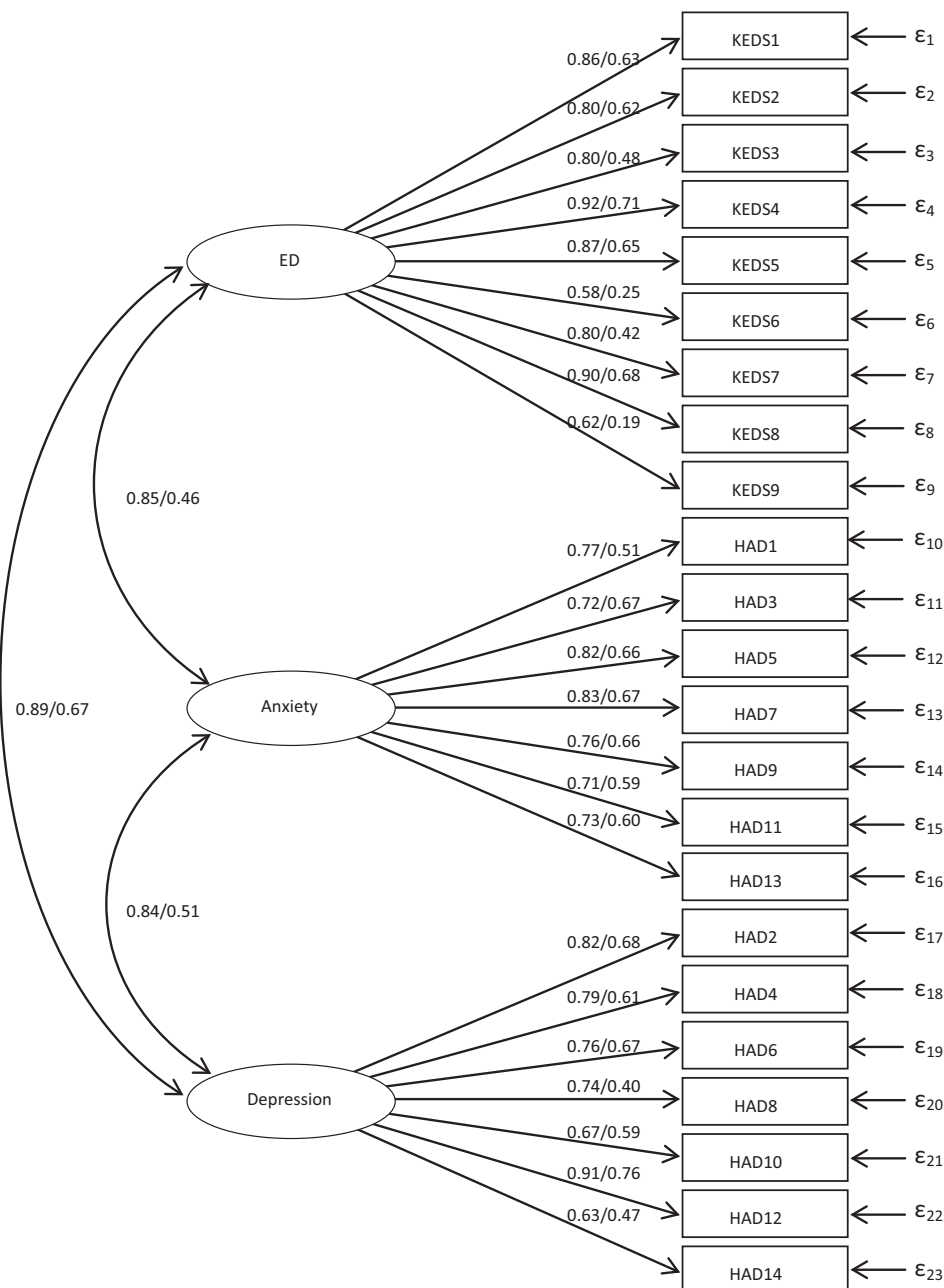 KEDS1
ε1
0.86/0.63
KEDS2
ε2
0.80/0.62
KEDS3
ε3
0.80/0.48
KEDS4
ε4
0.92/0.71
ED
KEDS5
ε5
0.87/0.65
KEDS6
ε6
0.58/0.25
KEDS7
ε7
0.80/0.42
KEDS8
ε8
0.90/0.68
KEDS9
ε9
0.62/0.19
0.85/0.46
HAD1
ε10
0.77/0.51
HAD3
ε11
0.72/0.67
HAD5
ε12
0.82/0.66
0.89/0.67
Anxiety
HAD7
ε13
0.83/0.67
HAD9
ε14
0.76/0.66
HAD11
ε15
0.71/0.59
HAD13
ε16
0.73/0.60
0.84/0.51
HAD2
ε17
0.82/0.68
HAD4
ε18
0.79/0.61
HAD6
ε19
0.76/0.67
Depression
HAD8
ε20
0.74/0.40
HAD10
ε21
0.67/0.59
HAD12
ε22
0.91/0.76
HAD14
ε23
0.63/0.47